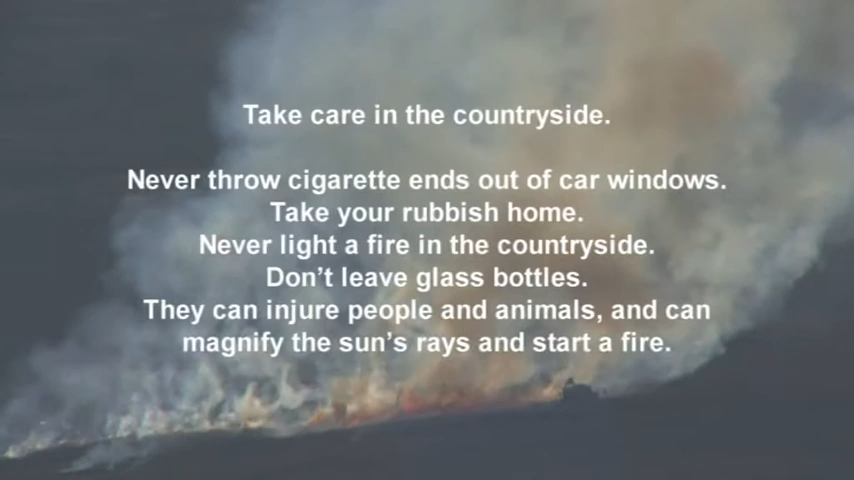 Take care in the countryside.
Never throw cigarette ends out of car windows.
Take your rubbish home.
Never light a fire in the countryside.
Don’t leave glass bottles.
They can injure people and animals, and can
magnify the sun’s rays and start a fire.